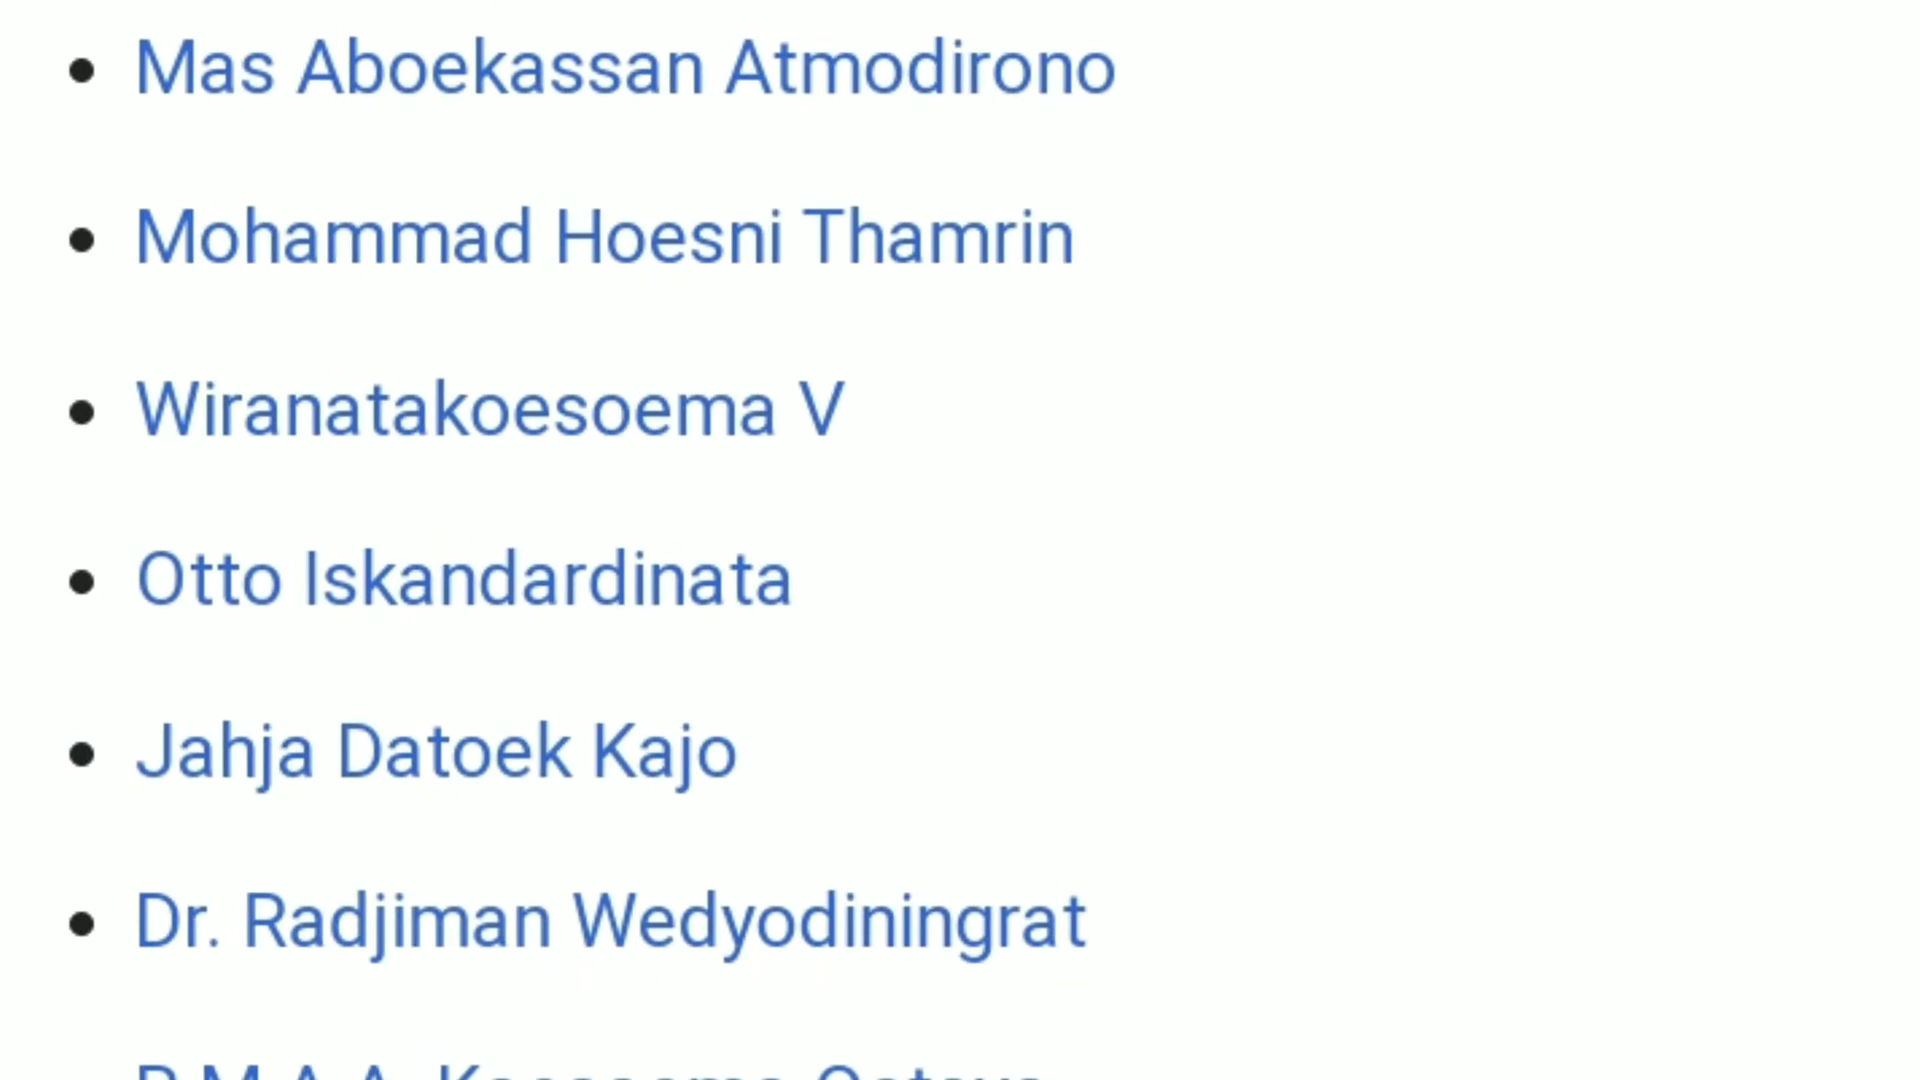 Mas Aboekassan Atmodirono
Mohammad Hoesni Thamrin
Wiranatakoesoema V
Otto Iskandardinata
Jahja Datoek Kajo
Dr. Radjiman Wedyodiningrat